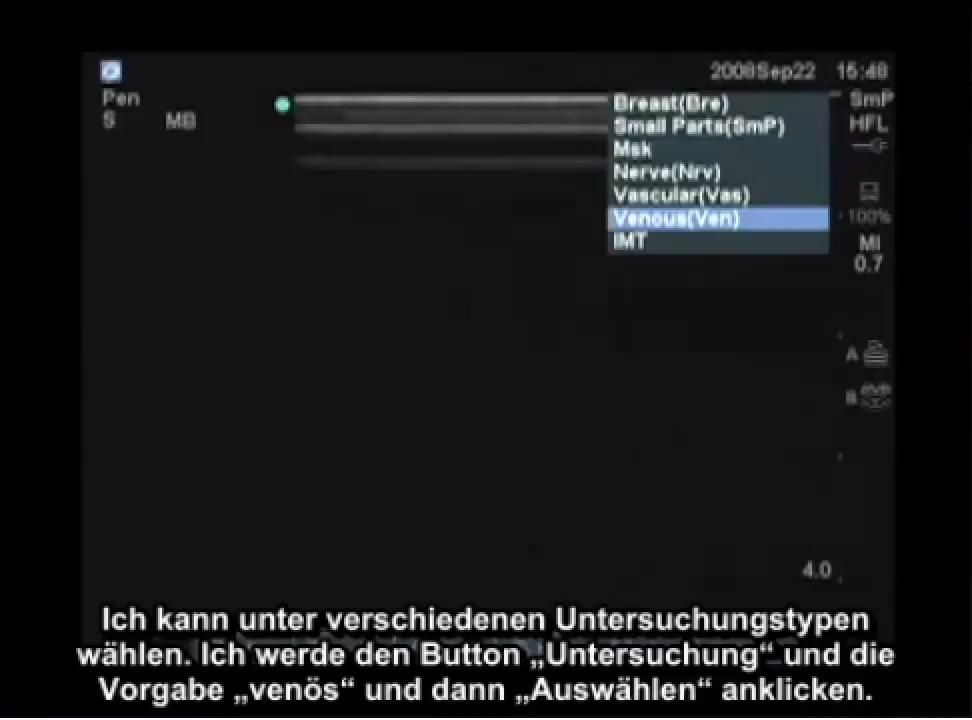 2008Sep22 15:48
Pen
S MB
Breast(Bre)
Small Parts(SmP)
Msk
Nerve(Nrv)
Vascular(Vas)
Venous(Ven)
IMT
SmP
HFL
100%
MI
0.7
A
B
4.0
Ich kann unter verschiedenen Untersuchungstypen
wählen. Ich werde den Button „Untersuchung“ und die
Vorgabe „venös“ und dann „Auswählen“ anklicken.